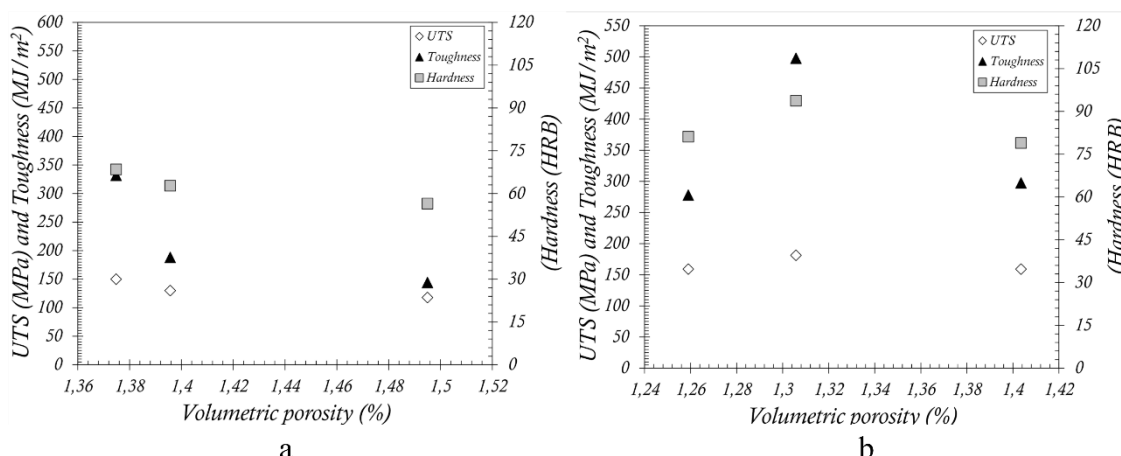 600
550
500
450
400
350
300
250
200
150
100
50
0
UTS (MPa) and Toughness (MJ/m²)
120
105
90
75
60
45
30
15
0
(Hardness (HRB)
UTS
Toughness
Hardness
1,36 1,38 1,4 1,42 1,44 1,46 1,48 1,5 1,52
Volumetric porosity (%)
a
550
500
450
400
350
300
250
200
150
100
50
0
UTS (MPa) and Toughness (MJ/m²)
120
105
90
75
60
45
30
15
0
(Hardness (HRB)
UTS
Toughness
Hardness
1,24 1,26 1,28 1,3 1,32 1,34 1,36 1,38 1,4 1,42
Volumetric porosity (%)
b